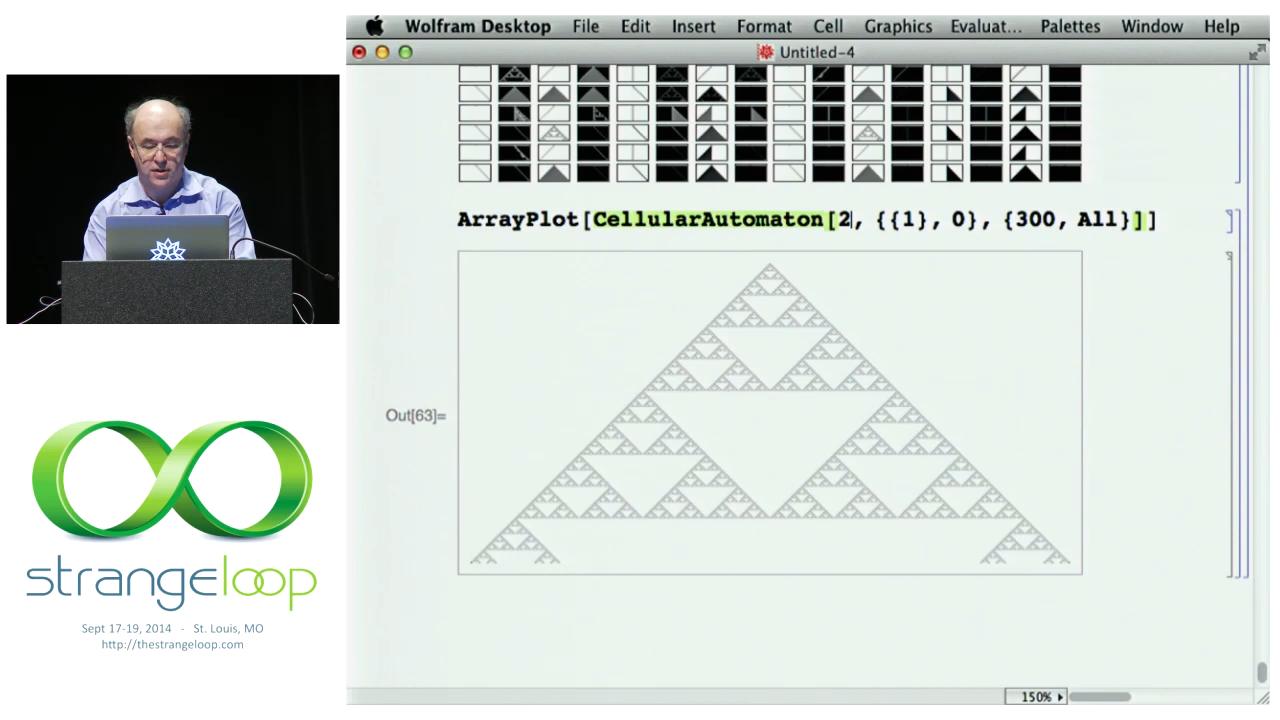 Wolfram Desktop File Edit Insert Format Cell Graphics Evaluat... Palettes Window Help
Untitled-4
ArrayPlot[CellularAutomaton[2, {{1}, 0}, {300, All}]]
Out[63]=
150%
strangeloop
Sept 17-19, 2014 - St. Louis, MO
http://thestrangeloop.com